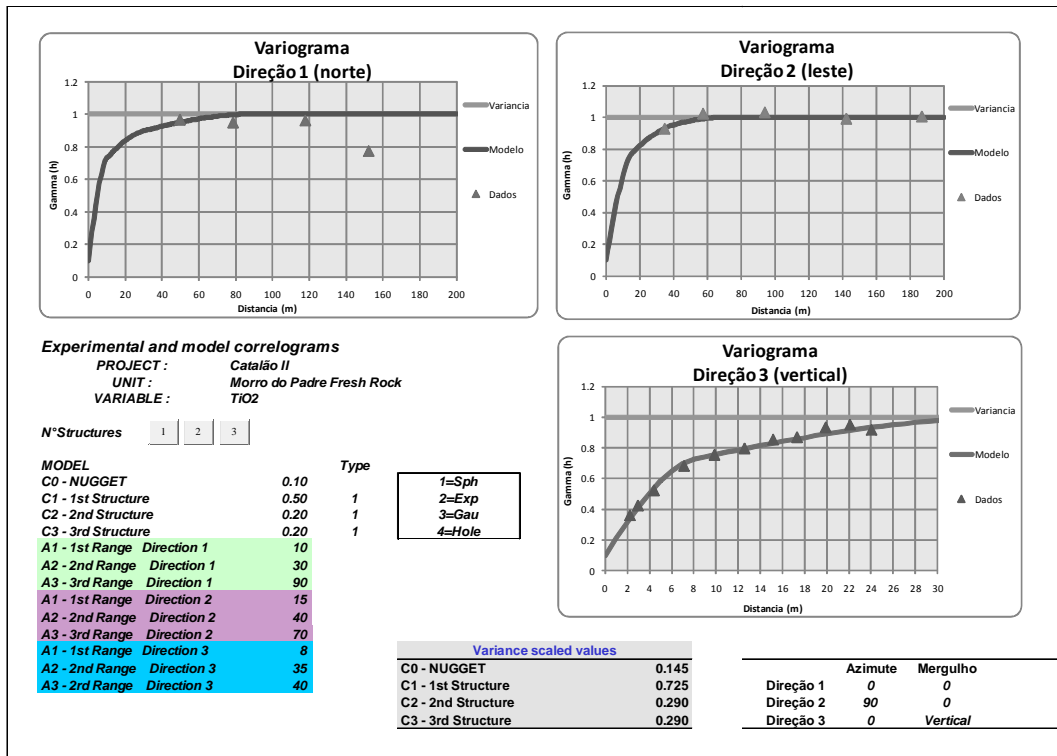 Variograma
Direção 1 (norte)
1.2
1
0.8
0.6
0.4
0.2
0
Gamma (h)
0 20 40 60 80 100 120 140 160 180 200
Distancia (m)
Variancia
Modelo
Dados
Variograma
Direção 2 (leste)
1.2
1
0.8
0.6
0.4
0.2
0
Gamma (h)
0 20 40 60 80 100 120 140 160 180 200
Distancia (m)
Variancia
Modelo
Dados
Experimental and model correlograms
PROJECT : Catalão II
UNIT : Morro do Padre Fresh Rock
VARIABLE : TiO2
N°Structures 1 2 3
MODEL Type
C0 - NUGGET 0.10
C1 - 1st Structure 0.50 1
C2 - 2nd Structure 0.20 1
C3 - 3rd Structure 0.20 1
1=Sph
2=Exp
3=Gau
4=Hole
A1 - 1st Range Direction 1 10
A2 - 2nd Range Direction 1 30
A3 - 3rd Range Direction 1 90
A1 - 1st Range Direction 2 15
A2 - 2nd Range Direction 2 40
A3 - 3rd Range Direction 2 70
A1 - 1st Range Direction 3 8
A2 - 2nd Range Direction 3 35
A3 - 2rd Range Direction 3 40
Variograma
Direção 3 (vertical)
1.2
1
0.8
0.6
0.4
0.2
0
Gamma (h)
0 2 4 6 8 10 12 14 16 18 20 22 24 26 28 30
Distancia (m)
Variancia
Modelo
Dados
Variance scaled values
C0 - NUGGET 0.145
C1 - 1st Structure 0.725
C2 - 2nd Structure 0.290
C3 - 3rd Structure 0.290
Azimute Mergulho
Direção 1 0 0
Direção 2 90 0
Direção 3 0 Vertical